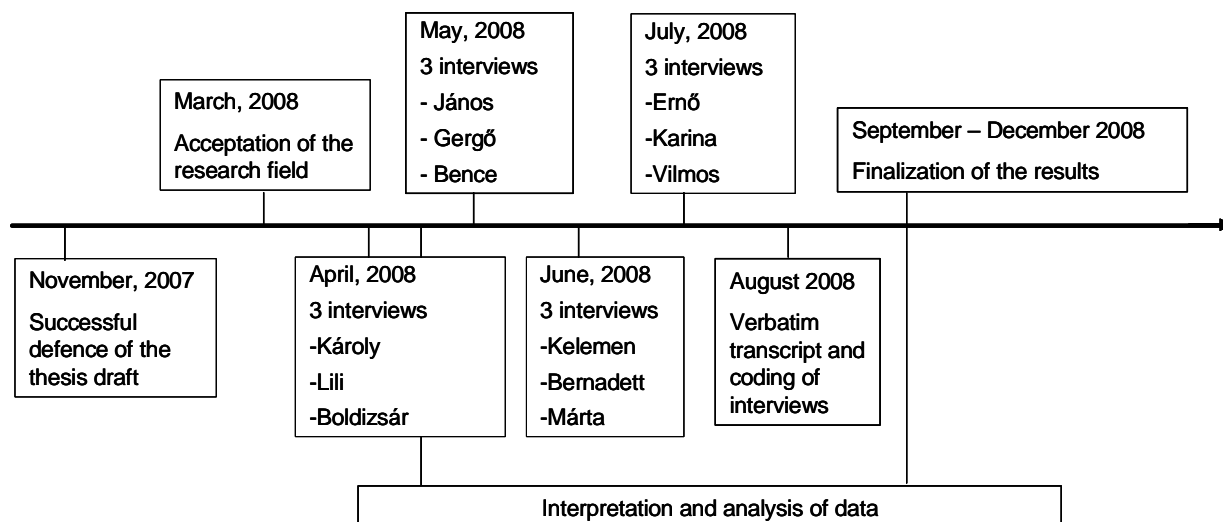 May, 2008
3 interviews
- János
- Gergő
- Bence
July, 2008
3 interviews
-Ernő
-Karina
-Vilmos
March, 2008
Acceptation of the
research field
September – December 2008
Finalization of the results
November, 2007
Successful
defence of the
thesis draft
April, 2008
3 interviews
-Károly
-Lili
-Boldizsár
June, 2008
3 interviews
-Kelemen
-Bernadett
-Márta
August 2008
Verbatim
transcript and
coding of
interviews
Interpretation and analysis of data